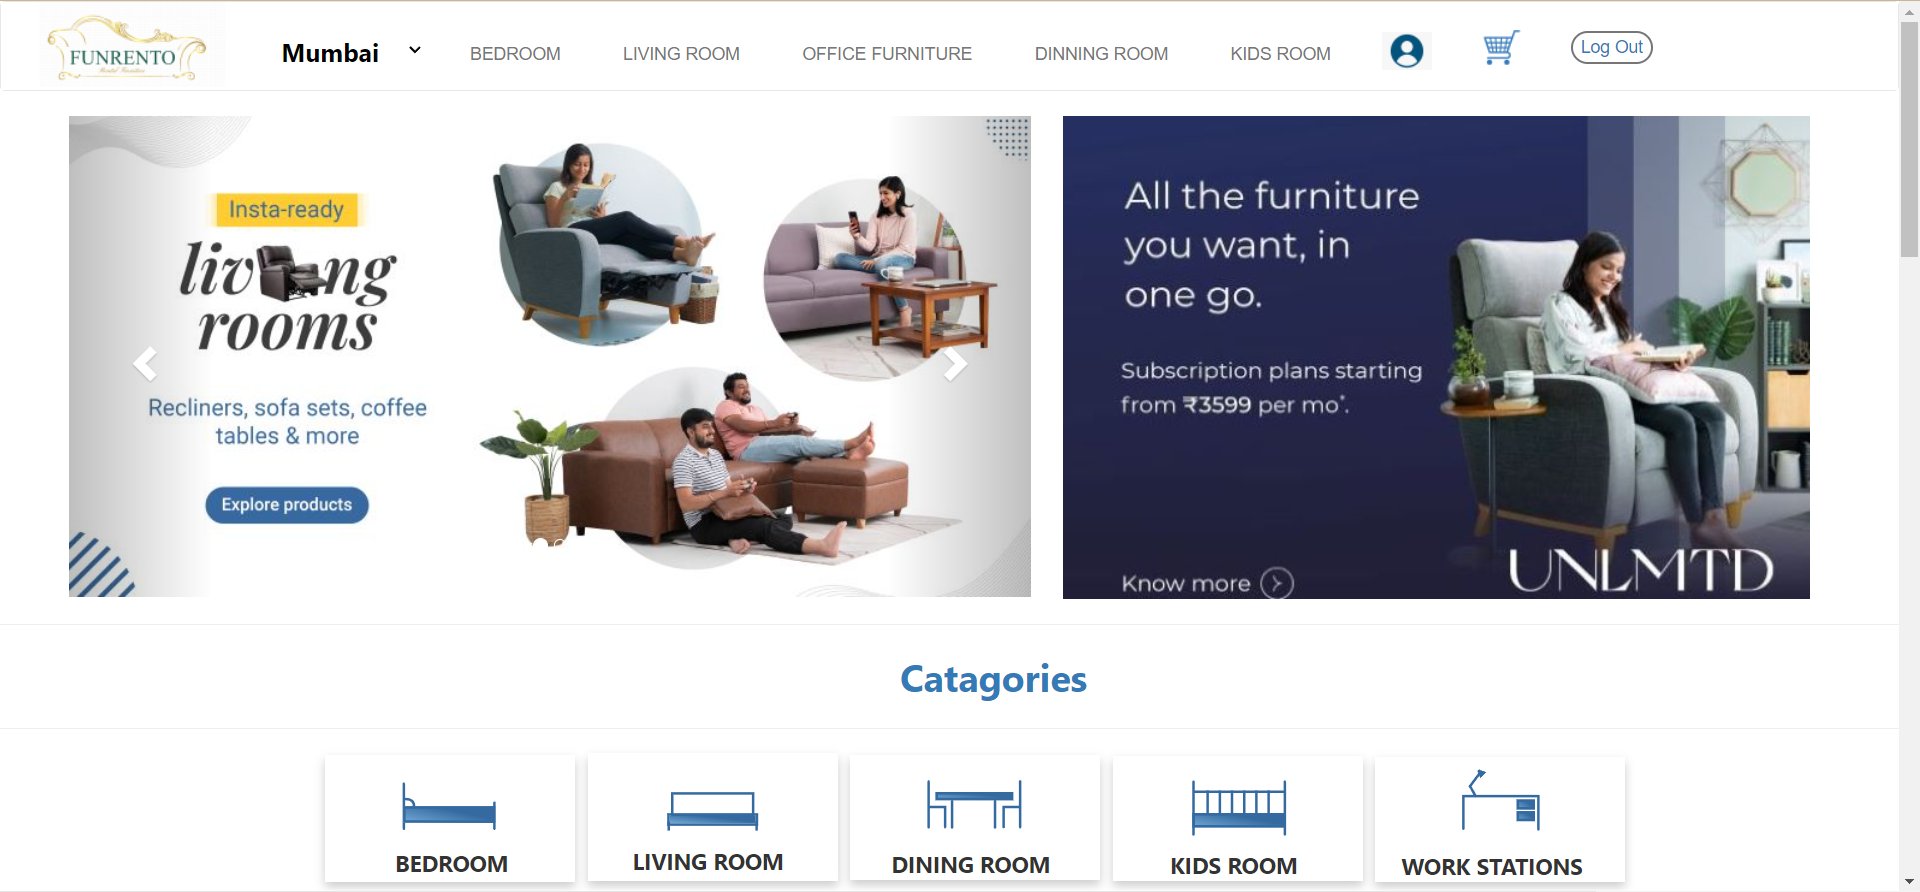 FUNRENTO
Rental Furniture
Mumbai
BEDROOM
LIVING ROOM
OFFICE FURNITURE
DINNING ROOM
KIDS ROOM
Log Out
Insta-ready
living
rooms
Recliners, sofa sets, coffee
tables & more
Explore products
All the furniture
you want, in
one go.
Subscription plans starting
from ₹3599 per mo*.
Know more
UNLMTD
Catagories
BEDROOM
LIVING ROOM
DINING ROOM
KIDS ROOM
WORK STATIONS